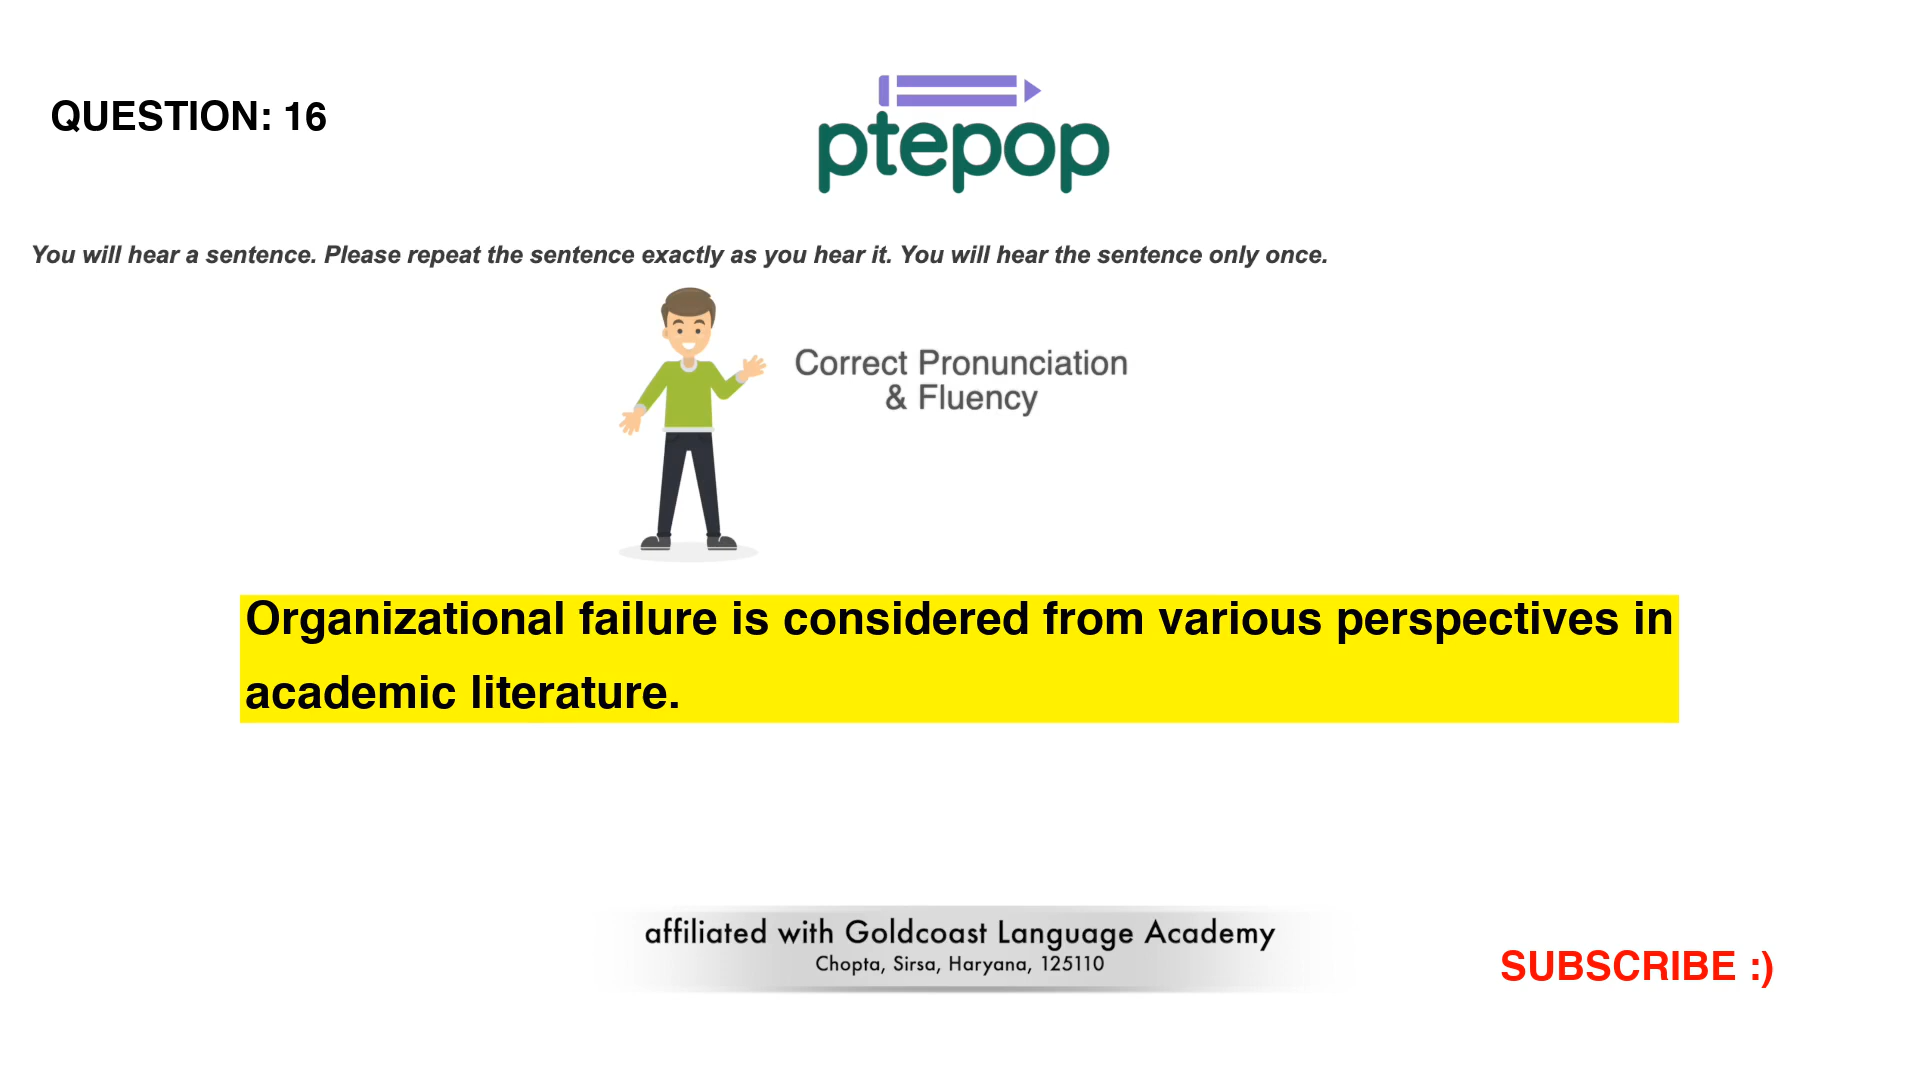 QUESTION: 16
ptepop
You will hear a sentence. Please repeat the sentence exactly as you hear it. You will hear the sentence only once.
Correct Pronunciation
& Fluency
Organizational failure is considered from various perspectives in
academic literature.
affiliated with Goldcoast Language Academy
Chopta, Sirsa, Haryana, 125110
SUBSCRIBE :)